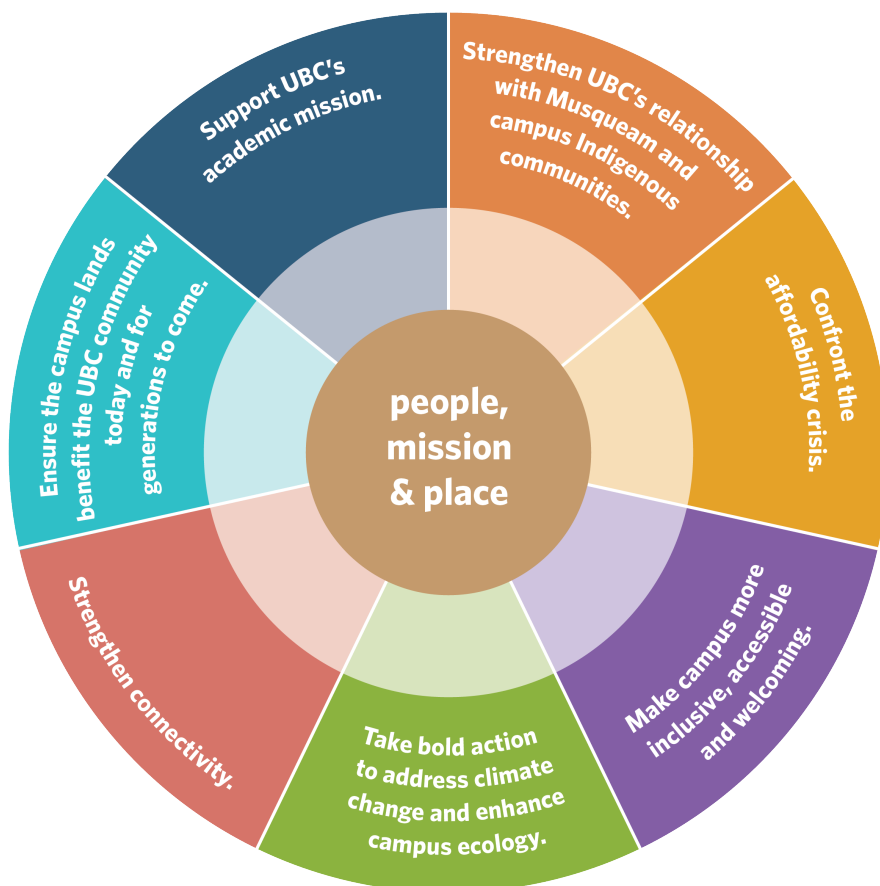 Support UBC's
academic mission.
Strengthen UBC's relationship
with Musqueam and
campus Indigenous
communities.
Confront the
affordability crisis.
Make campus more
inclusive, accessible
and welcoming.
Take bold action
to address climate
change and enhance
campus ecology.
Strengthen connectivity.
Ensure the campus lands
benefit the UBC community
today and for
generations to come.
people,
mission
& place